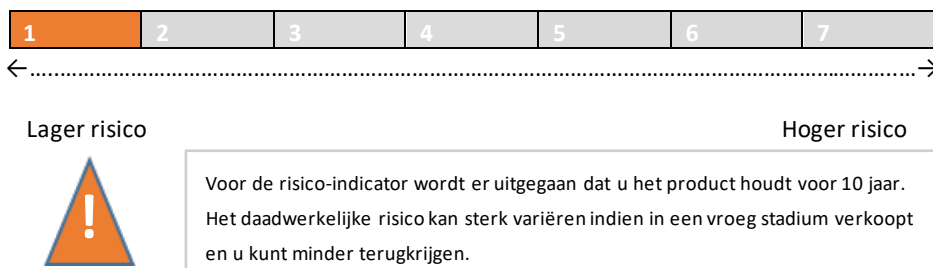 1 2 3 4 5 6 7
Lager risico Hoger risico
!
Voor de risico-indicator wordt er uitgegaan dat u het product houdt voor 10 jaar.
Het daadwerkelijke risico kan sterk variëren indien in een vroeg stadium verkoopt
en u kunt minder terugkrijgen.